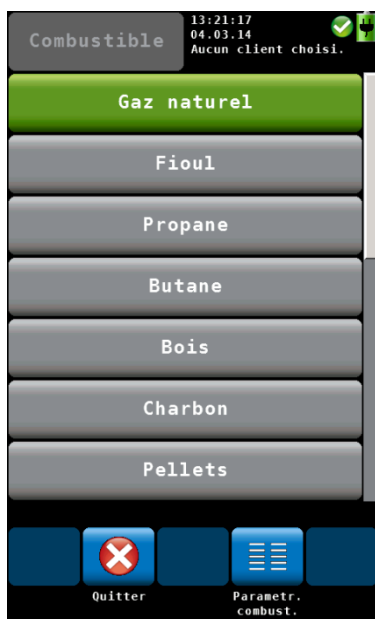 Combustible
13:21:17
04.03.14
Aucun client choisi.
Gaz naturel
Fioul
Propane
Butane
Bois
Charbon
Pellets
Quitter
Parametr.
combust.